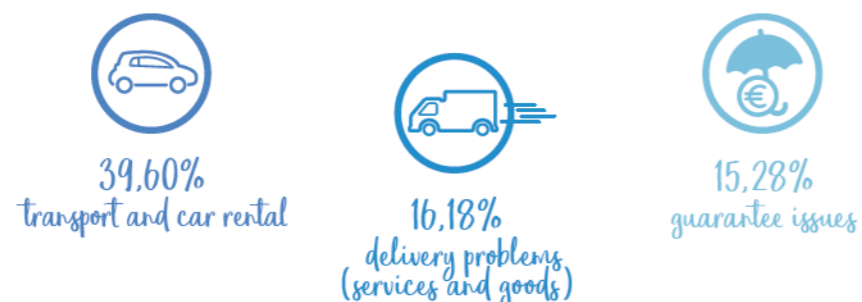 39,60%
transport and car rental
16,18%
delivery problems
(services and goods)
€
15,28%
guarantee issues